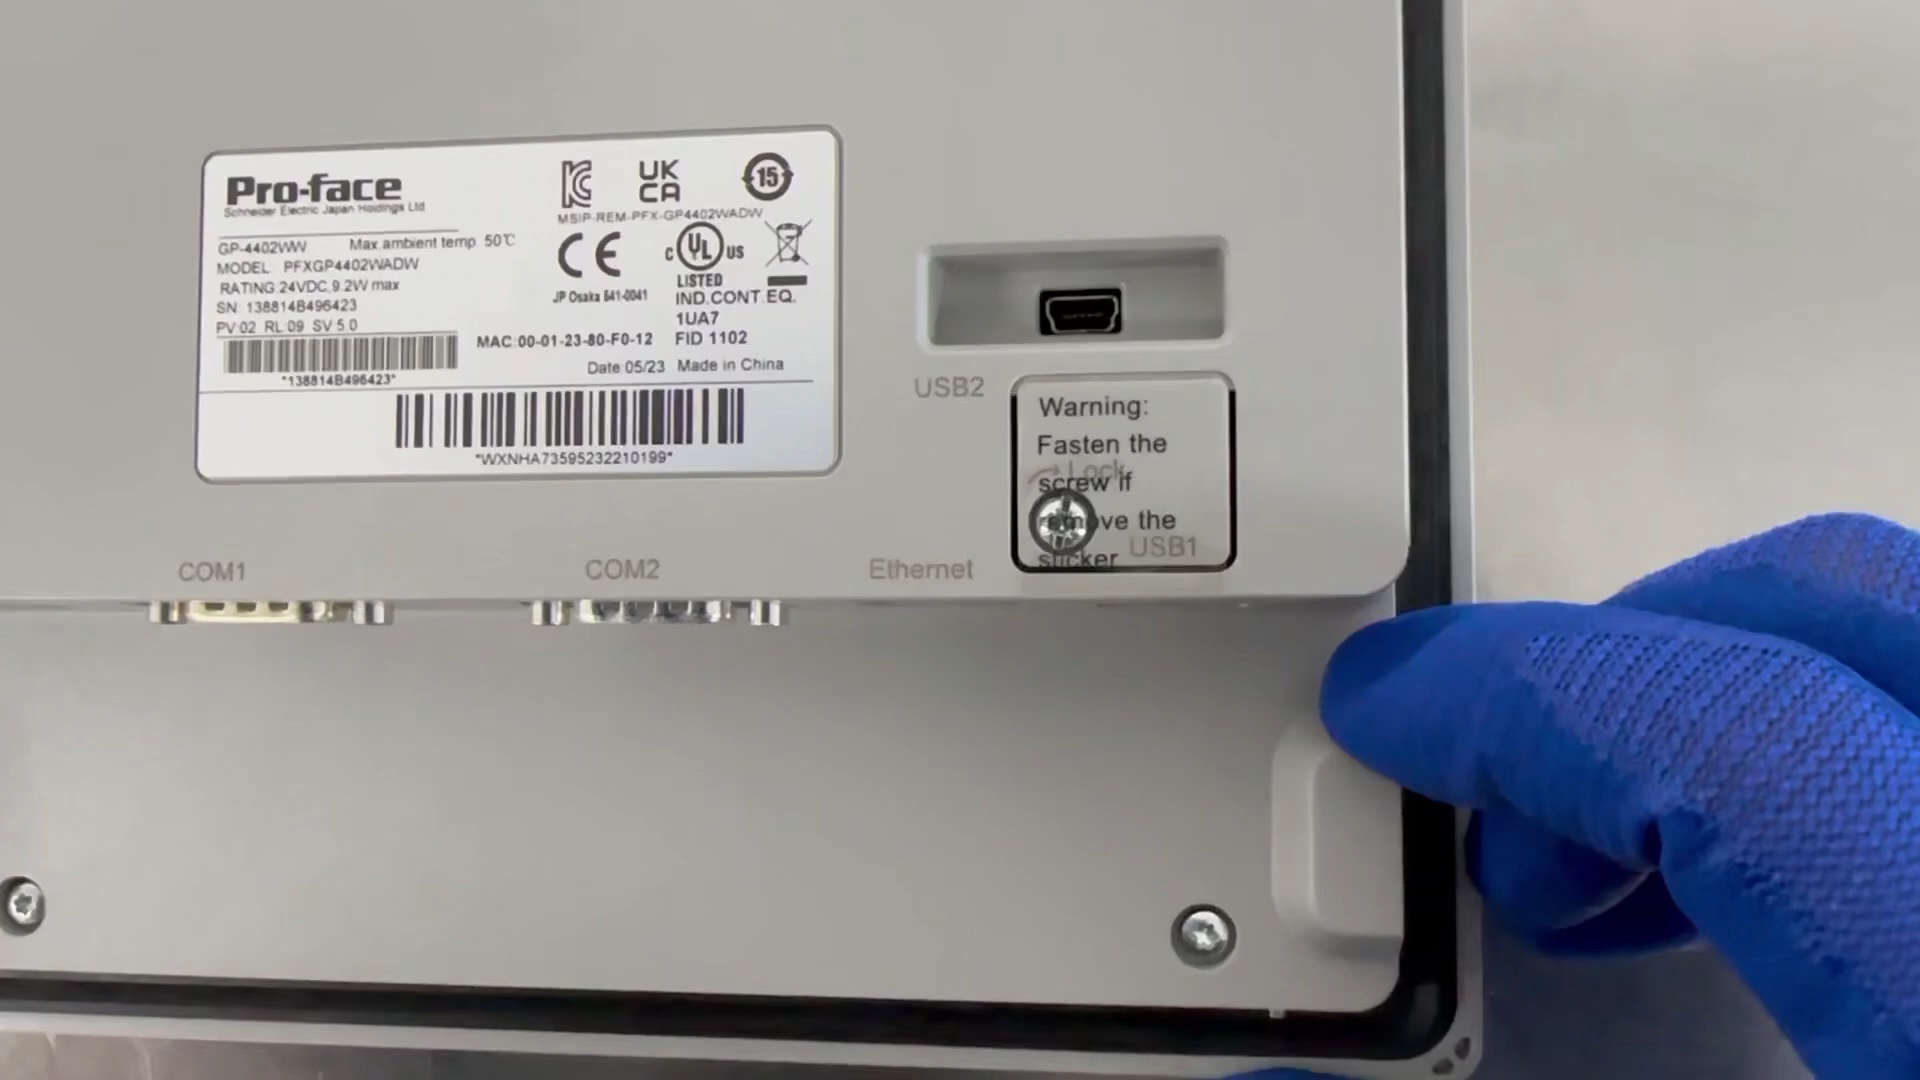 Pro-face
Schneider Electric Japan Holdings Ltd
GP-4402WW Max.ambient temp. 50℃
MODEL PFXGP4402WADW
RATING 24VDC,9.2W max
SN: 138814B496423
PV:02 RL:09 SV 5.0
*138814B496423*
UK
CA
15
MSIP-REM-PFX-GP4402WADW
CE
C UL US
LISTED
JP Osaka 541-0041
IND.CONT.EQ.
1UA7
FID 1102
MAC:00-01-23-80-F0-12
Date 05/23 Made in China
*WXNHA73595232210199*
USB2
Warning:
Fasten the
Lock
screw if
remove the
sticker
USB1
COM1
COM2
Ethernet